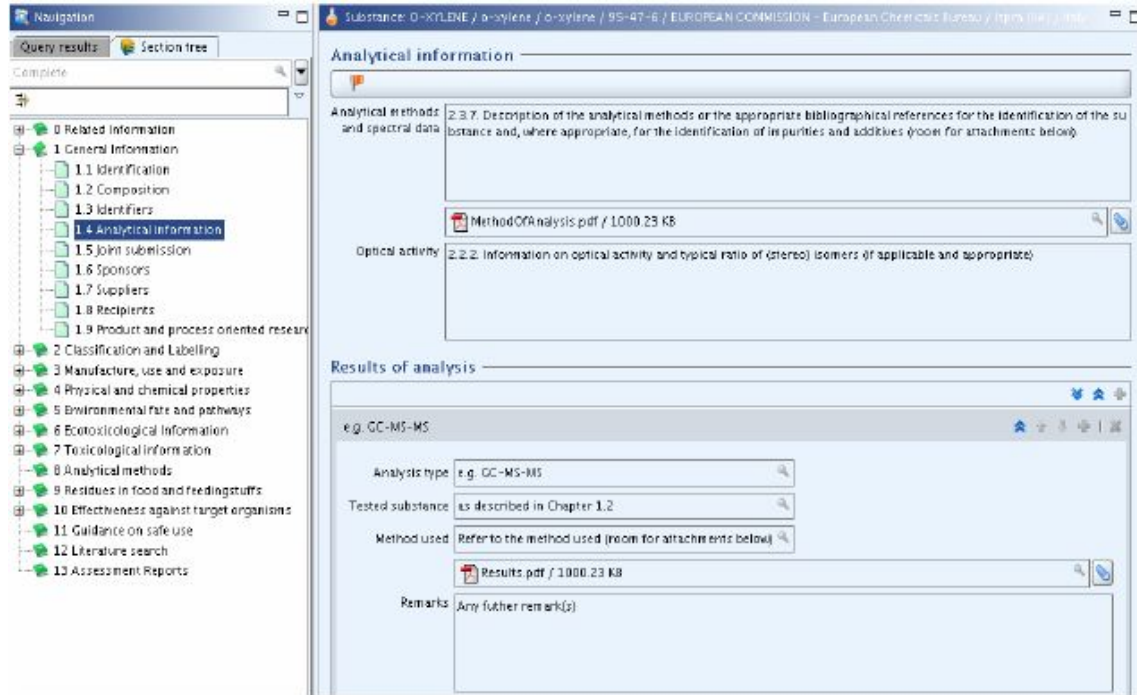 Navigation
Query results
Section tree
Complete
0 Related Information
1 General Information
1.1 Identification
1.2 Composition
1.3 Identifiers
1.4 Analytical information
1.5 Joint submission
1.6 Sponsors
1.7 Suppliers
1.8 Recipients
1.9 Product and process oriented researc
2 Classification and Labelling
3 Manufacture, use and exposure
4 Physical and chemical properties
5 Environmental fate and pathways
6 Ecotoxicological Information
7 Toxicological information
8 Analytical methods
9 Residues in food and feedingstuffs
10 Effectiveness against target organisms
11 Guidance on safe use
12 Literature search
13 Assessment Reports
Substance: O-XYLENE / o-xylene / o-xylene / 95-47-6 / EUROPEAN COMMISSION - European Chemicals Bureau /
Analytical information
Analytical methods
and spectral data
2.3.7. Description of the analytical methods or the appropriate bibliographical references for the identification of the su
bstance and, where appropriate, for the identification of impurities and additives (room for attachments below).
MethodOfAnalysis.pdf / 1000.23 KB
Optical activity
2.2.2. Information on optical activity and typical ratio of (stereo) isomers (if applicable and appropriate)
Results of analysis
e.g. GC-MS-MS
Analysis type
e.g. GC-MS-MS
Tested substance
as described in Chapter 1.2
Method used
Refer to the method used (room for attachments below)
Results.pdf / 1000.23 KB
Remarks
Any futher remark(s)